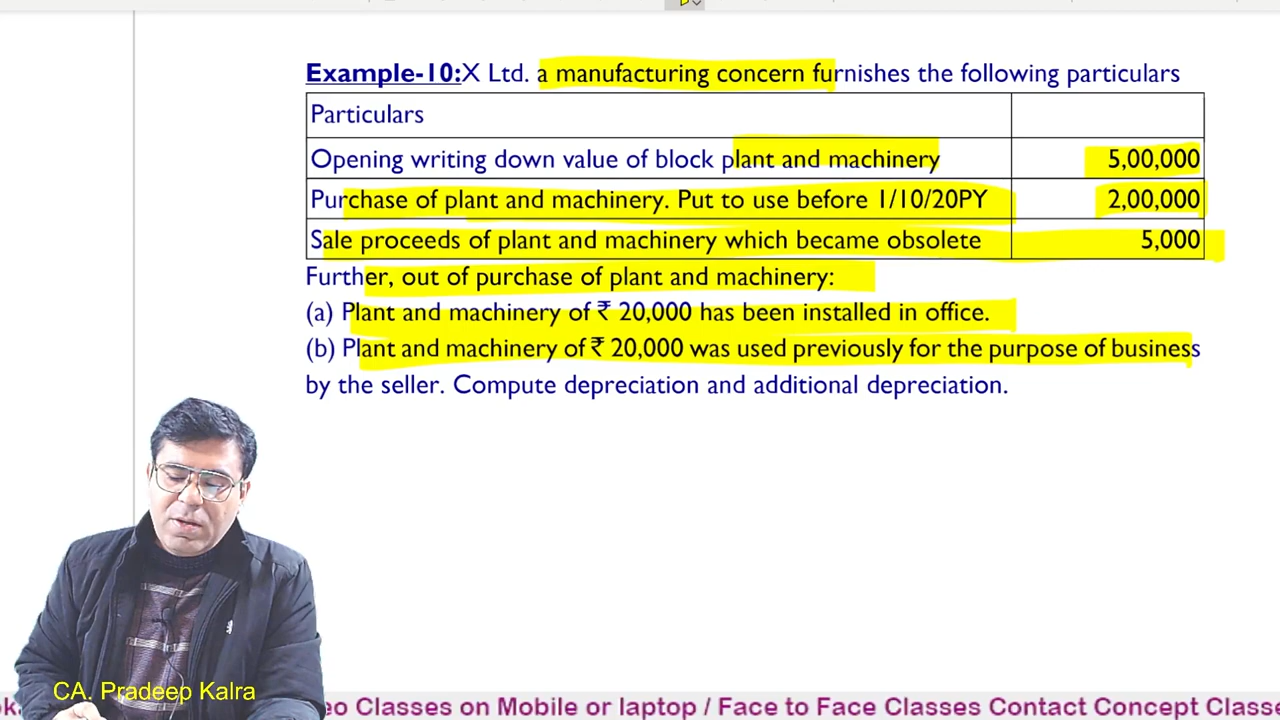 Example-10:X Ltd. a manufacturing concern furnishes the following particulars
Particulars
Opening writing down value of block plant and machinery 5,00,000
Purchase of plant and machinery. Put to use before 1/10/20PY 2,00,000
Sale proceeds of plant and machinery which became obsolete 5,000
Further, out of purchase of plant and machinery:
(a) Plant and machinery of ₹ 20,000 has been installed in office.
(b) Plant and machinery of ₹ 20,000 was used previously for the purpose of business
by the seller. Compute depreciation and additional depreciation.
CA. Pradeep Kalra
Classes on Mobile or laptop / Face to Face Classes Contact Concept